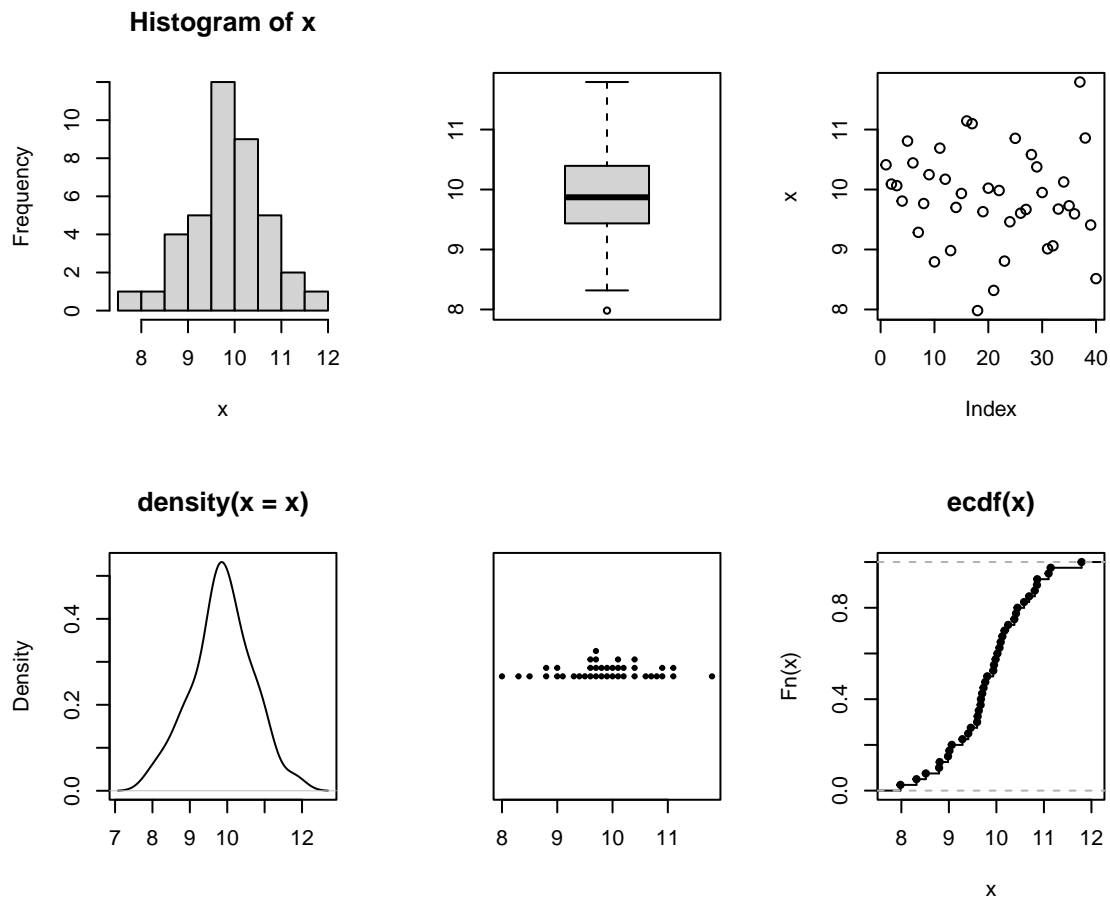 Histogram of x
Frequency
0 2 4 6 8 10
8 9 10 11 12
x
8 9 10 11
x
8 9 10 11
0 10 20 30 40
Index
density(x = x)
Density
0.0 0.2 0.4
7 8 9 10 12
8 9 10 11
ecdf(x)
Fn(x)
0.0 0.4 0.8
8 9 10 11 12
x